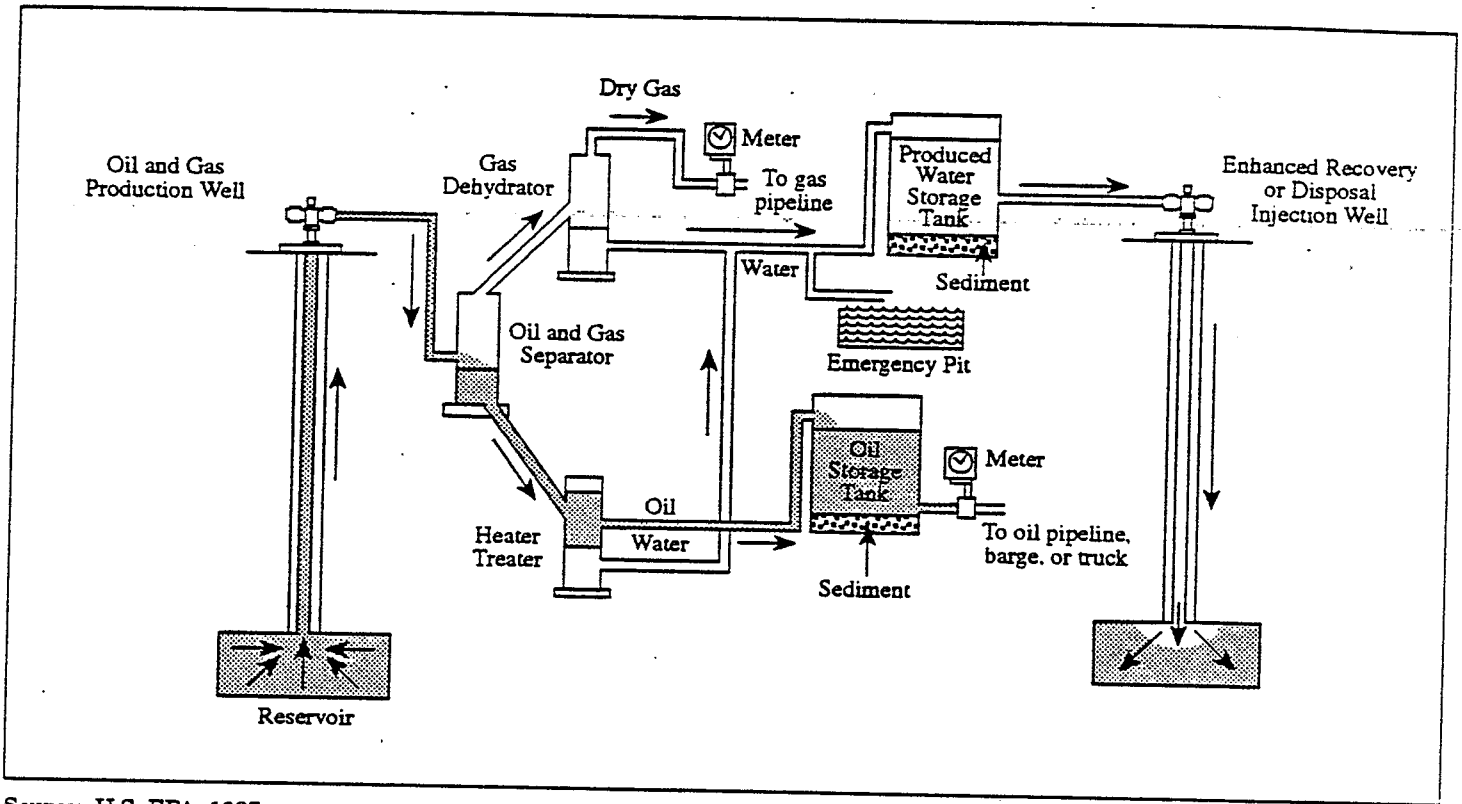 Dry Gas
Meter
Oil and Gas
Production Well
Gas
Dehydrator
To gas
pipeline
Produced
Water
Storage
Tank
Enhanced Recovery
or Disposal
Injection Well
Water
Sediment
Oil and Gas
Separator
Emergency Pit
Oil
Storage
Tank
Meter
Oil
Water
Heater
Treater
To oil pipeline,
barge, or truck
Sediment
Reservoir